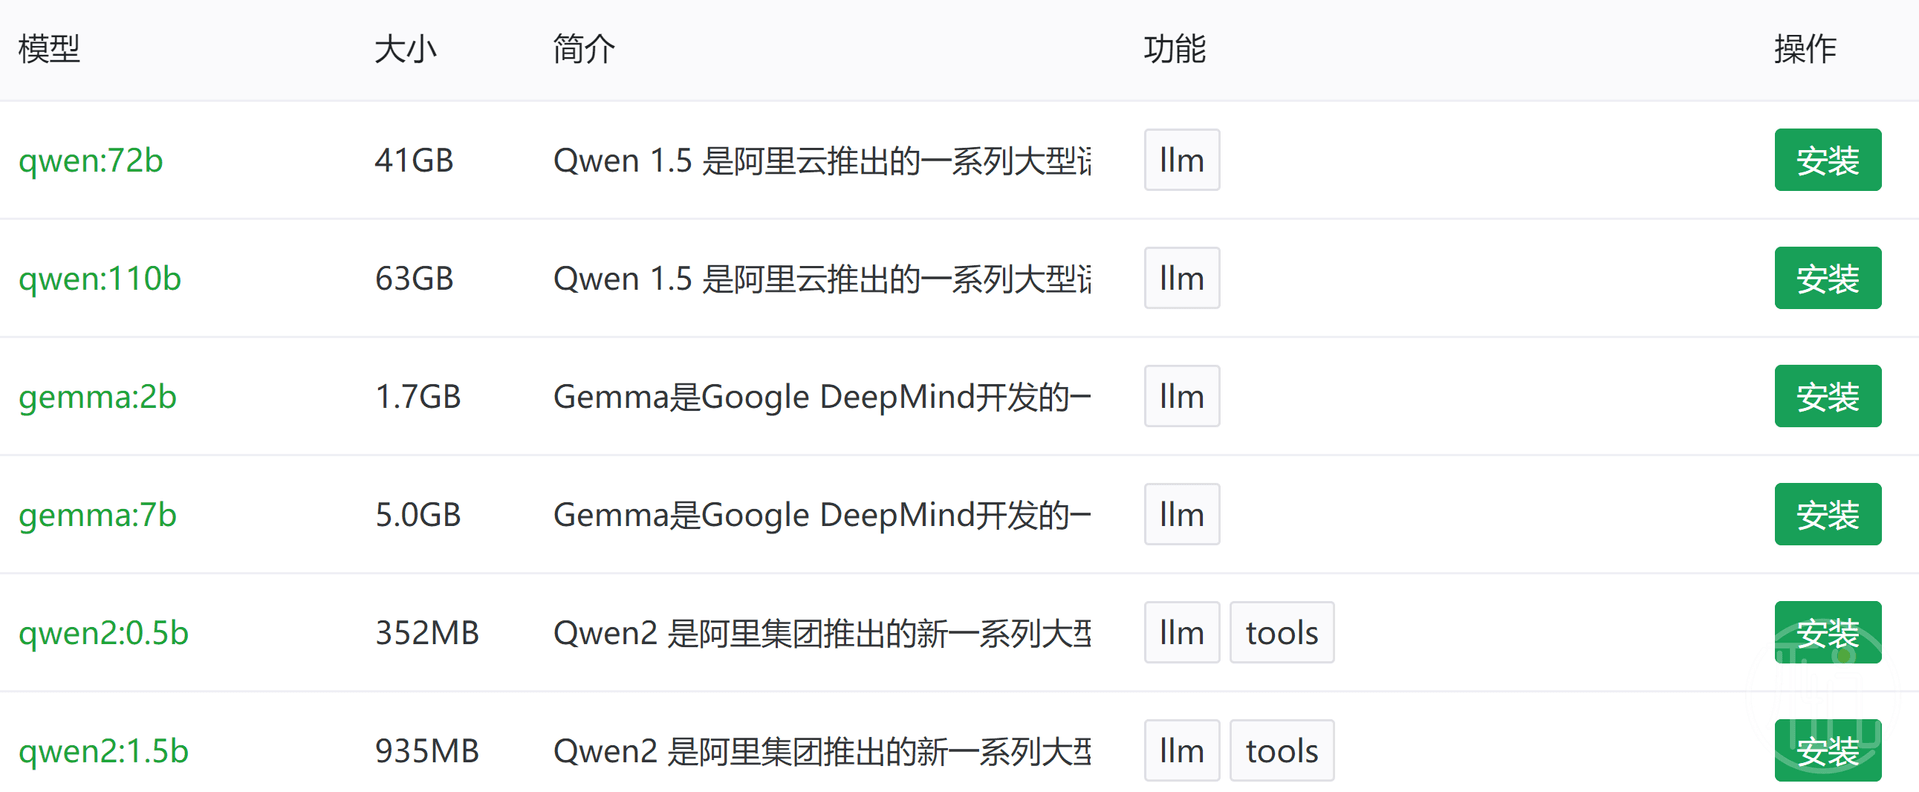 模型 大小 简介 功能 操作
qwen:72b 41GB Qwen 1.5 是阿里云推出的一系列大型 llm 安装
qwen:110b 63GB Qwen 1.5 是阿里云推出的一系列大型 llm 安装
gemma:2b 1.7GB Gemma是Google DeepMind开发的一 llm 安装
gemma:7b 5.0GB Gemma是Google DeepMind开发的一 llm 安装
qwen2:0.5b 352MB Qwen2 是阿里集团推出的新一系列大型 llm tools 安装
qwen2:1.5b 935MB Qwen2 是阿里集团推出的新一系列大型 llm tools 安装